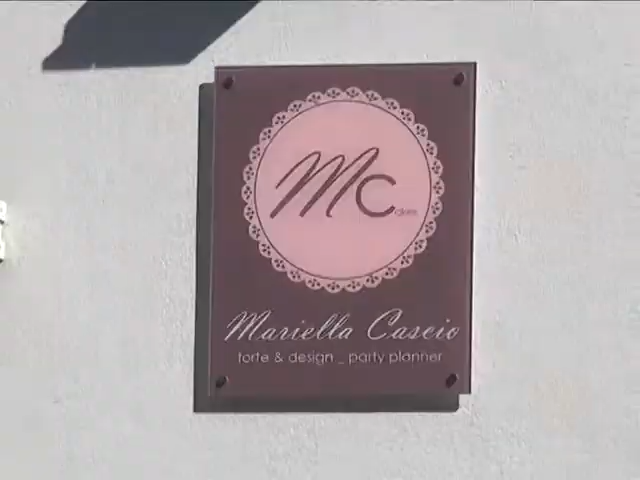 Mc
Mariella Cascio
torte & design _ party planner